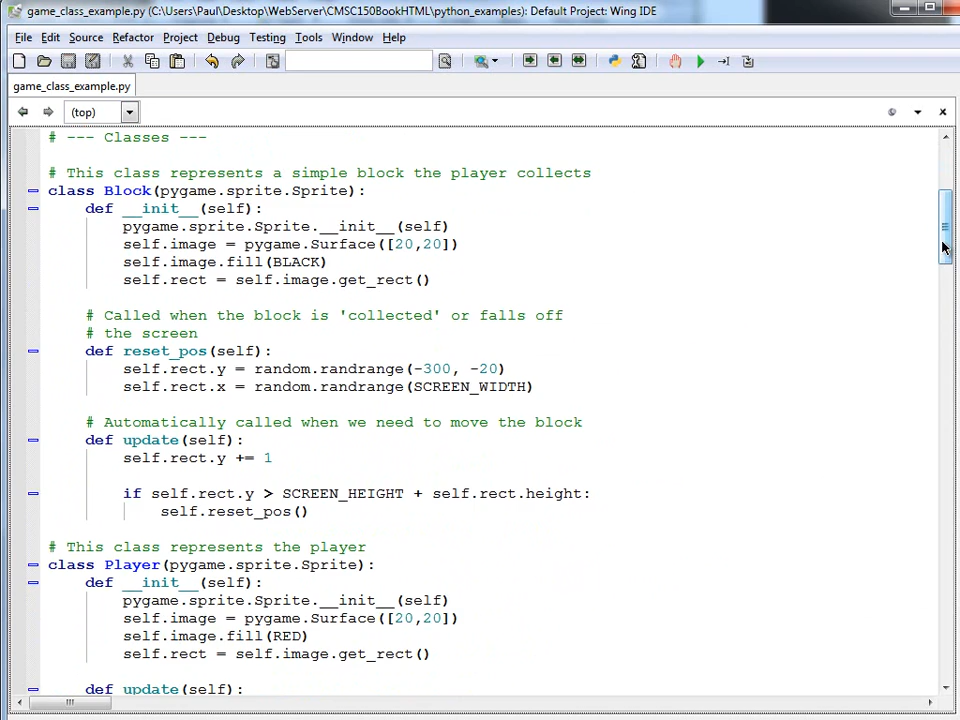 game_class_example.py (C:\Users\Paul\Desktop\WebServer\CMSC150BookHTML\python_examples): Default Project: Wing IDE
File Edit Source Refactor Project Debug Testing Tools Window Help
game_class_example.py
(top)
# --- Classes ---
# This class represents a simple block the player collects
class Block(pygame.sprite.Sprite):
    def __init__(self):
        pygame.sprite.Sprite.__init__(self)
        self.image = pygame.Surface([20,20])
        self.image.fill(BLACK)
        self.rect = self.image.get_rect()
    # Called when the block is 'collected' or falls off
    # the screen
    def reset_pos(self):
        self.rect.y = random.randrange(-300, -20)
        self.rect.x = random.randrange(SCREEN_WIDTH)
    # Automatically called when we need to move the block
    def update(self):
        self.rect.y += 1
        if self.rect.y > SCREEN_HEIGHT + self.rect.height:
            self.reset_pos()
# This class represents the player
class Player(pygame.sprite.Sprite):
    def __init__(self):
        pygame.sprite.Sprite.__init__(self)
        self.image = pygame.Surface([20,20])
        self.image.fill(RED)
        self.rect = self.image.get_rect()
    def update(self):